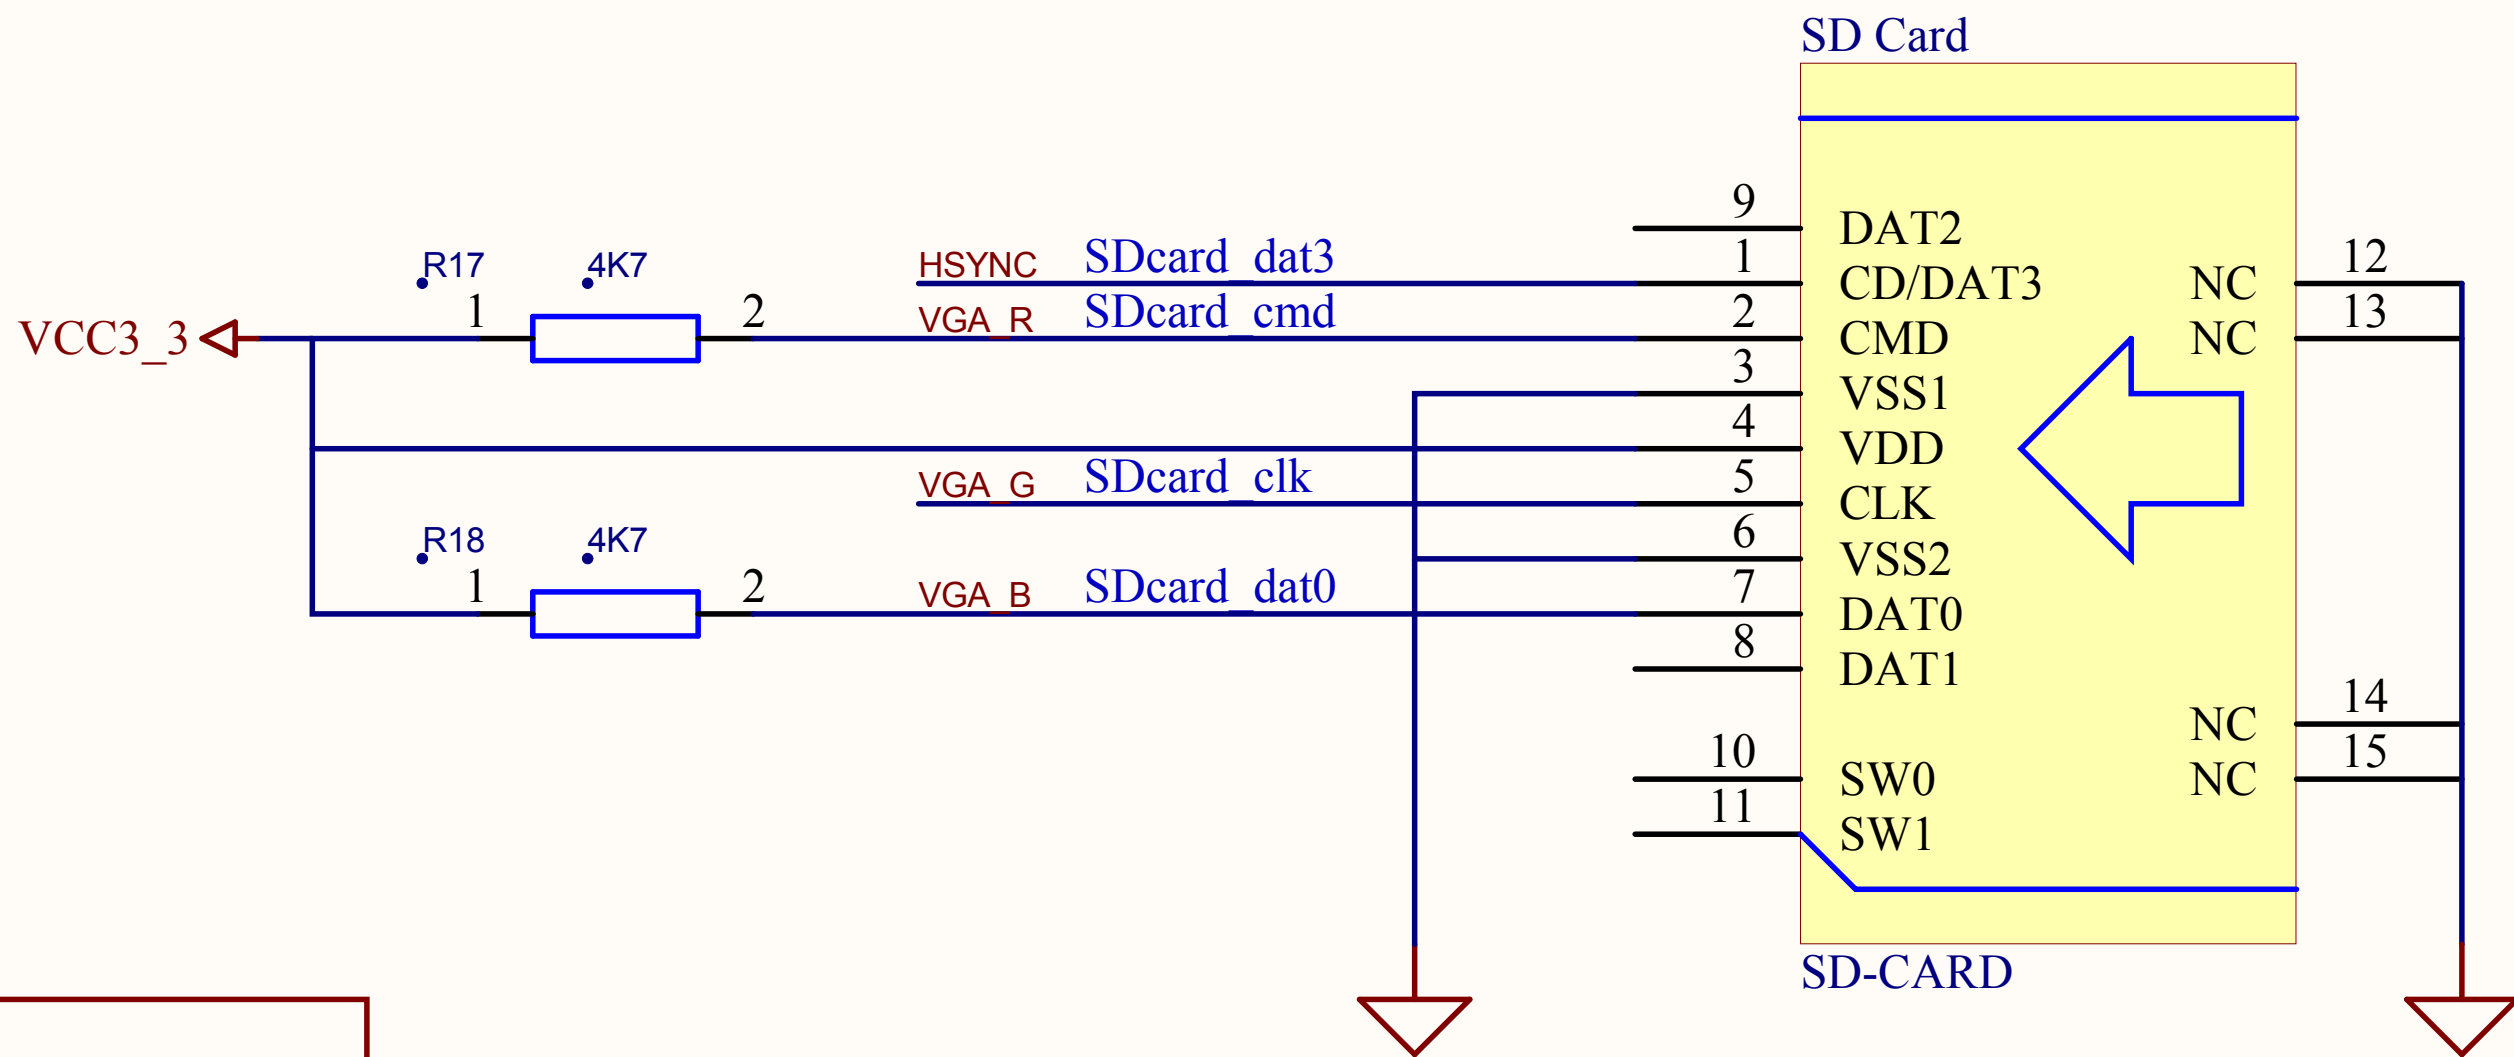 SD Card
9 DAT2
R17 4K7 HSYNC SDcard_dat3 1 CD/DAT3 NC 12
VCC3_3 1 2 VGA_R SDcard_cmd 2 CMD NC 13
3 VSS1
4 VDD
VGA_G SDcard_clk 5 CLK
R18 4K7 6 VSS2
1 2 VGA_B SDcard_dat0 7 DAT0
8 DAT1
NC 14
10 SW0 NC 15
11 SW1
SD-CARD